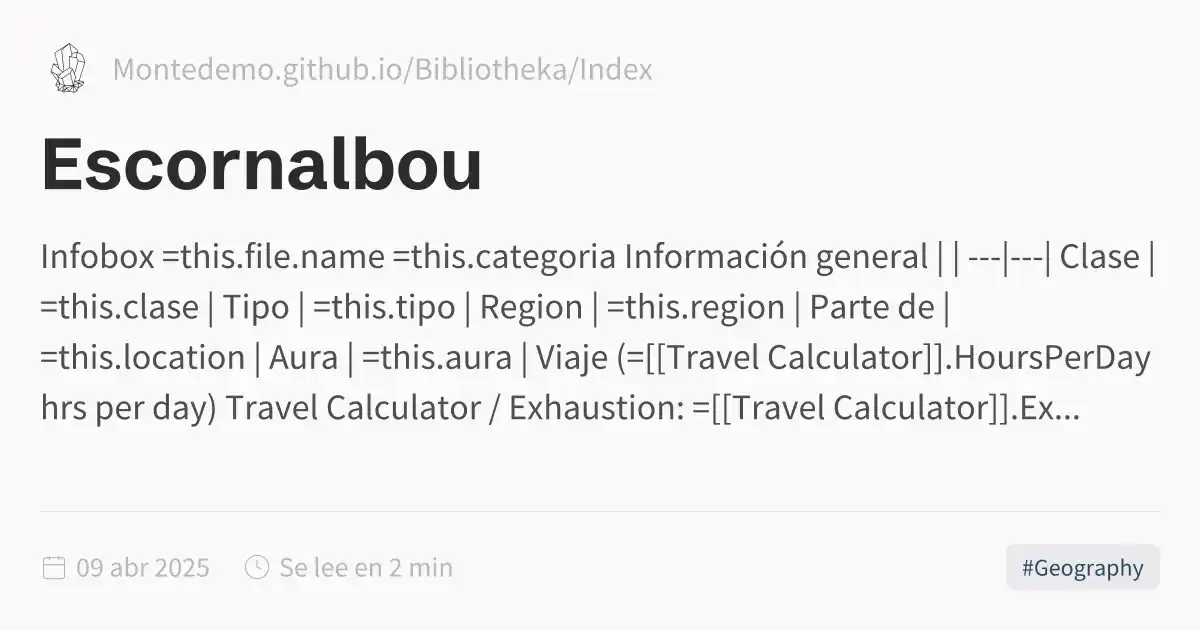 Montedemo.github.io/Bibliotheka/Index
Escornalbou
Infobox =this.file.name =this.categoria Información general | | ---|---| Clase |
=this.clase | Tipo | =this.tipo | Region | =this.region | Parte de |
=this.location | Aura | =this.aura | Viaje (=[[Travel Calculator]].HoursPerDay
hrs per day) Travel Calculator / Exhaustion: =[[Travel Calculator]].Ex...
09 abr 2025 Se lee en 2 min #Geography